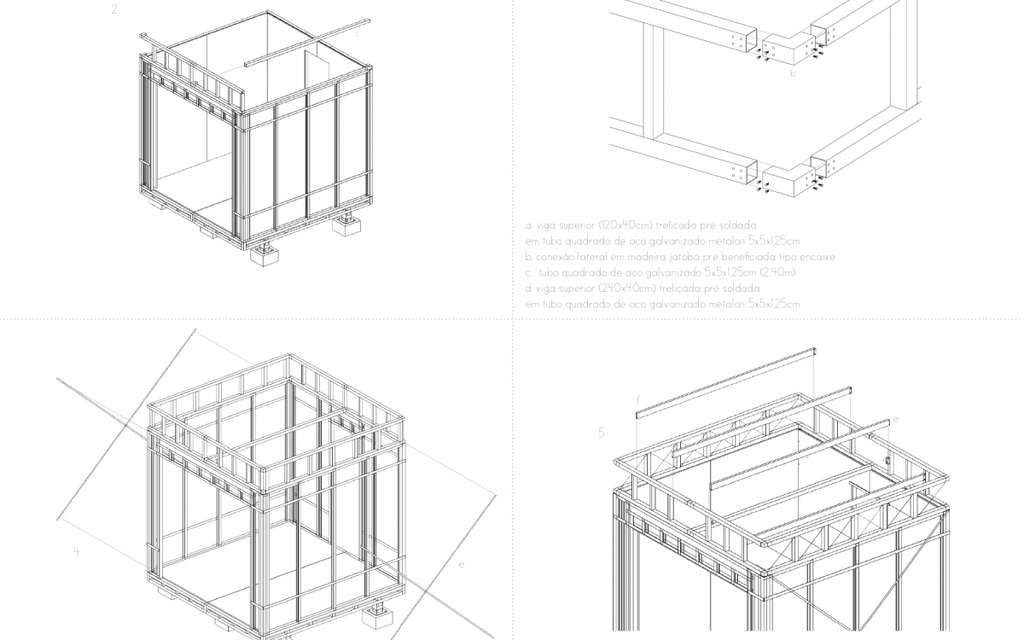 2
c
b
a. viga superior (120x40cm) treliçada pré soldada
em tubo quadrado de aço galvanizado metalon 5x5x1,25cm
b. conexão lateral em madeira jatobá pré beneficiada tipo encaixe
c. tubo quadrado de aço galvanizado 5x5x1,25cm (2.40m)
d. viga superior (240x40cm) treliçada pré soldada
em tubo quadrado de aço galvanizado metalon 5x5x1,25cm
4
e
5
f
e